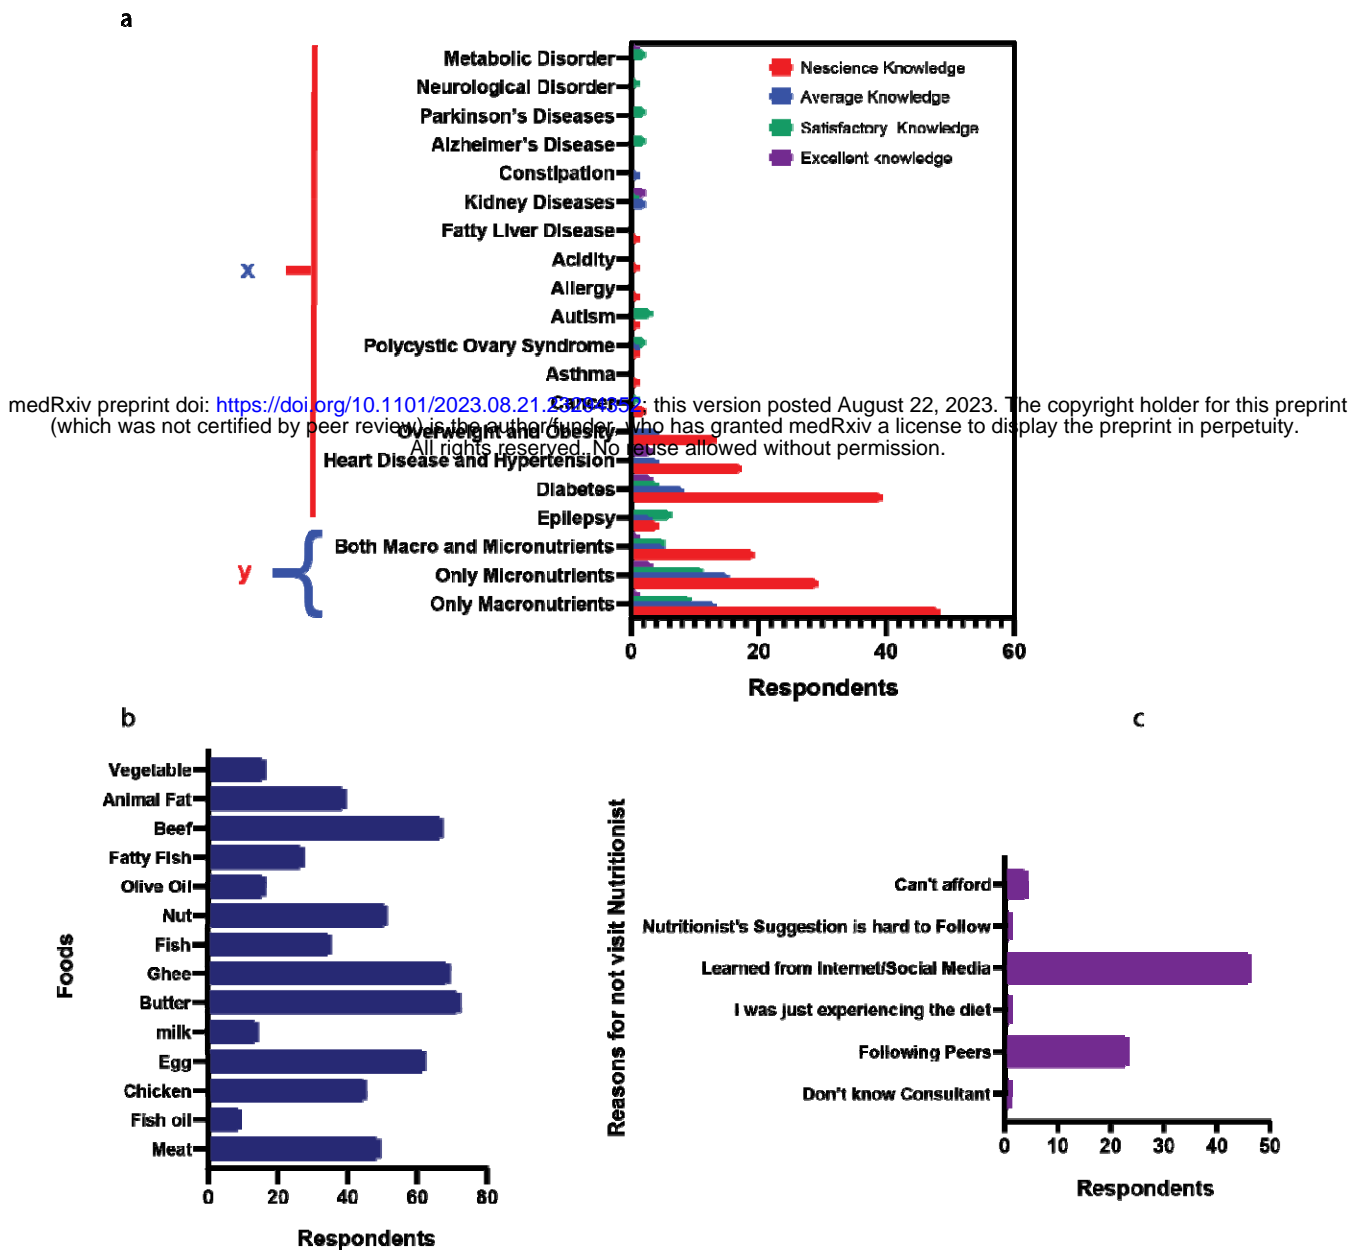 a
Metabolic Disorder
Neurological Disorder
Parkinson's Diseases
Alzheimer's Disease
Constipation
Kidney Diseases
Fatty Liver Disease
Acidity
Allergy
Autism
Polycystic Ovary Syndrome
Asthma
Cancer
Overweight and Obesity
Heart Disease and Hypertension
Diabetes
Epilepsy
Both Macro and Micronutrients
Only Micronutrients
Only Macronutrients
x
y
Nescience Knowledge
Average Knowledge
Satisfactory Knowledge
Excellent knowledge
0 20 40 60
Respondents
medRxiv preprint doi: https://doi.org/10.1101/2023.08.21.23294352; this version posted August 22, 2023. The copyright holder for this preprint
(which was not certified by peer review) is the author/funder, who has granted medRxiv a license to display the preprint in perpetuity.
All rights reserved. No reuse allowed without permission.
b
Foods
Vegetable
Animal Fat
Beef
Fatty Fish
Olive Oil
Nut
Fish
Ghee
Butter
milk
Egg
Chicken
Fish oil
Meat
0 20 40 60 80
Respondents
c
Reasons for not visit Nutritionist
Can't afford
Nutritionist's Suggestion is hard to Follow
Learned from Internet/Social Media
I was just experiencing the diet
Following Peers
Don't know Consultant
0 10 20 30 40 50
Respondents